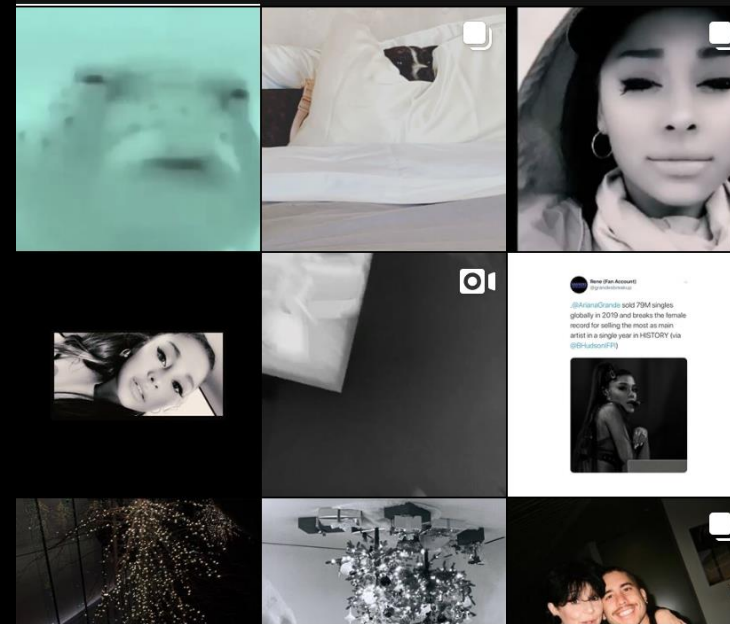 Rene (Fan Account)
@grandesbreakup
.@ArianaGrande sold 79M singles
globally in 2019 and breaks the female
record for selling the most as main
artist in a single year in HISTORY (via
@BHudsonFPI)